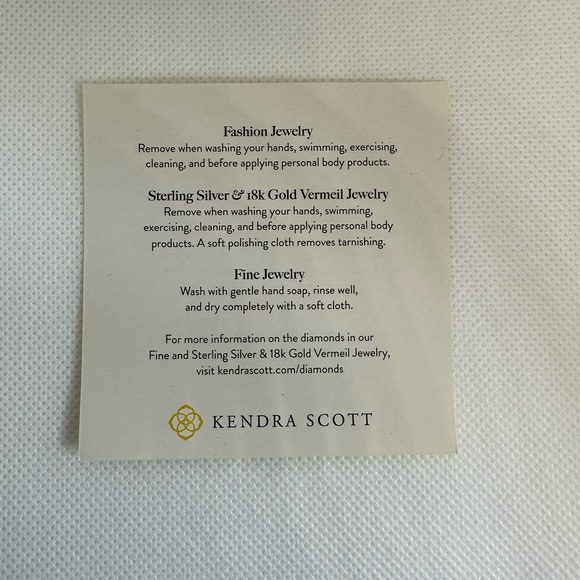 Fashion Jewelry
Remove when washing your hands, swimming, exercising,
cleaning, and before applying personal body products.
Sterling Silver & 18k Gold Vermeil Jewelry
Remove when washing your hands, swimming,
exercising, cleaning, and before applying personal body
products. A soft polishing cloth removes tarnishing.
Fine Jewelry
Wash with gentle hand soap, rinse well,
and dry completely with a soft cloth.
For more information on the diamonds in our
Fine and Sterling Silver & 18k Gold Vermeil Jewelry,
visit kendrascott.com/diamonds
KENDRA SCOTT